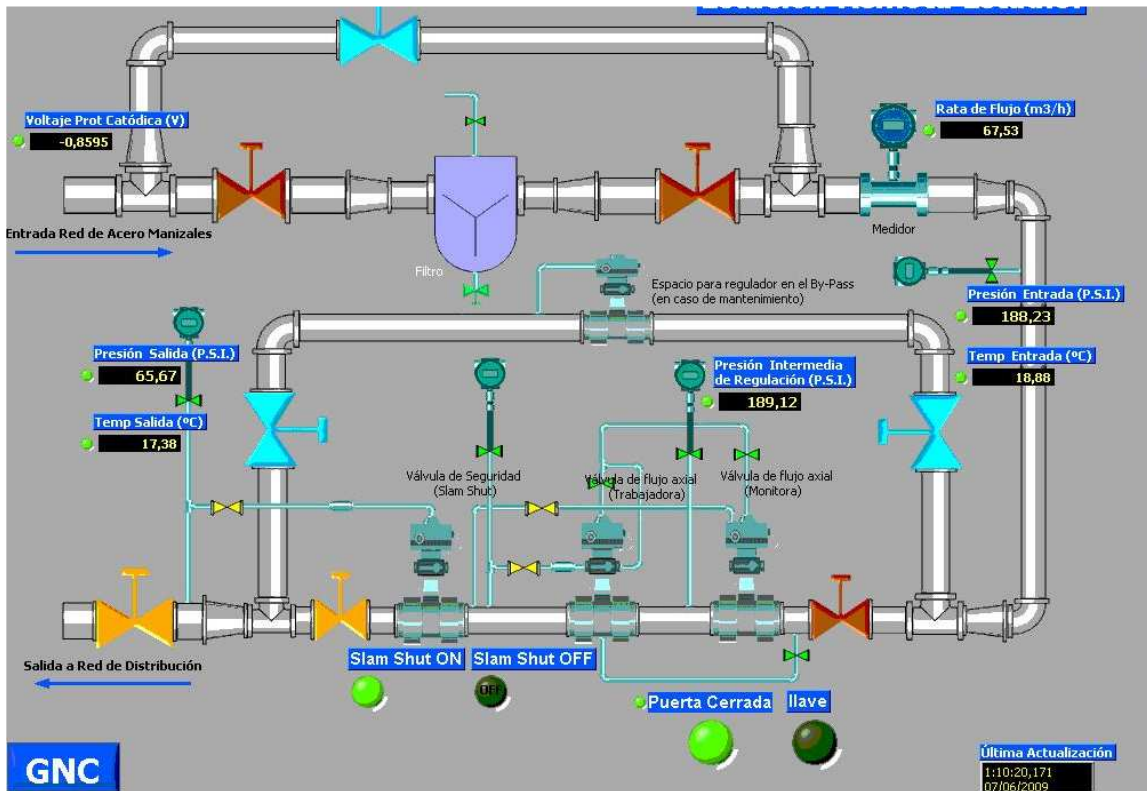 Voltaje Prot Catódica (V)
-0,8595
Rata de Flujo (m3/h)
67,53
Entrada Red de Acero Manizales
Filtro
Medidor
Espacio para regulador en el By-Pass
(en caso de mantenimiento)
Presión Entrada (P.S.I.)
188,23
Temp Entrada (ºC)
18,88
Presión Salida (P.S.I.)
65,67
Temp Salida (ºC)
17,38
Presión Intermedia
de Regulación (P.S.I.)
189,12
Válvula de Seguridad
(Slam Shut)
Válvula de flujo axial
(Trabajadora)
Válvula de flujo axial
(Monitora)
Salida a Red de Distribución
Slam Shut ON
Slam Shut OFF
OFF
Puerta Cerrada
llave
GNC
Última Actualización
1:10:20,171
07/06/2009